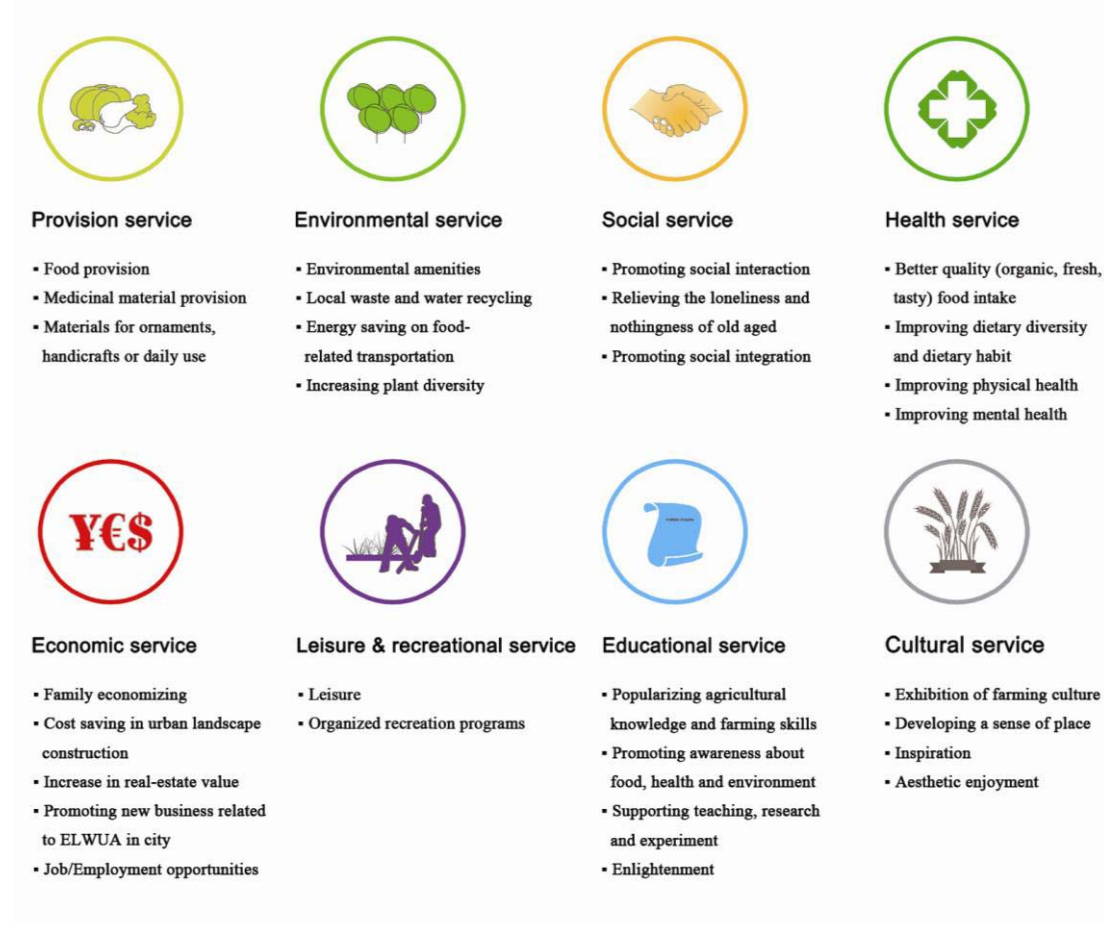 Provision service
▪ Food provision
▪ Medicinal material provision
▪ Materials for ornaments,
handicrafts or daily use
Environmental service
▪ Environmental amenities
▪ Local waste and water recycling
▪ Energy saving on food-
related transportation
▪ Increasing plant diversity
Social service
▪ Promoting social interaction
▪ Relieving the loneliness and
nothingness of old aged
▪ Promoting social integration
Health service
▪ Better quality (organic, fresh,
tasty) food intake
▪ Improving dietary diversity
and dietary habit
▪ Improving physical health
▪ Improving mental health
¥€$
Economic service
▪ Family economizing
▪ Cost saving in urban landscape
construction
▪ Increase in real-estate value
▪ Promoting new business related
to ELWUA in city
▪ Job/Employment opportunities
Leisure & recreational service
▪ Leisure
▪ Organized recreation programs
Educational service
▪ Popularizing agricultural
knowledge and farming skills
▪ Promoting awareness about
food, health and environment
▪ Supporting teaching, research
and experiment
▪ Enlightenment
Cultural service
▪ Exhibition of farming culture
▪ Developing a sense of place
▪ Inspiration
▪ Aesthetic enjoyment